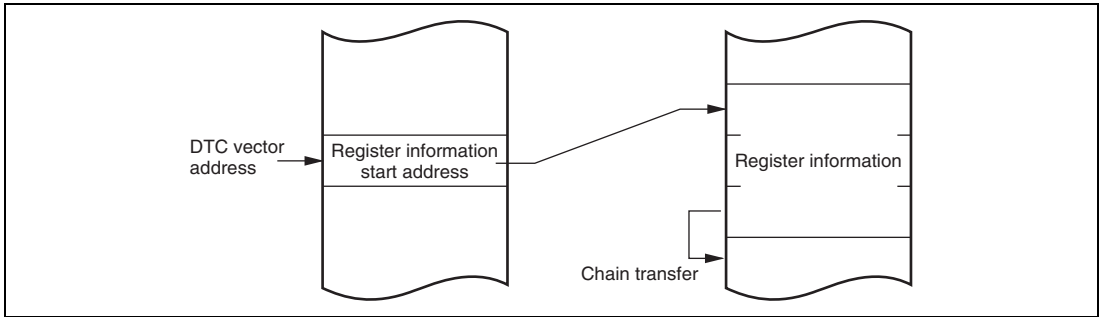 DTC vector
address
Register information
start address
Register information
Chain transfer